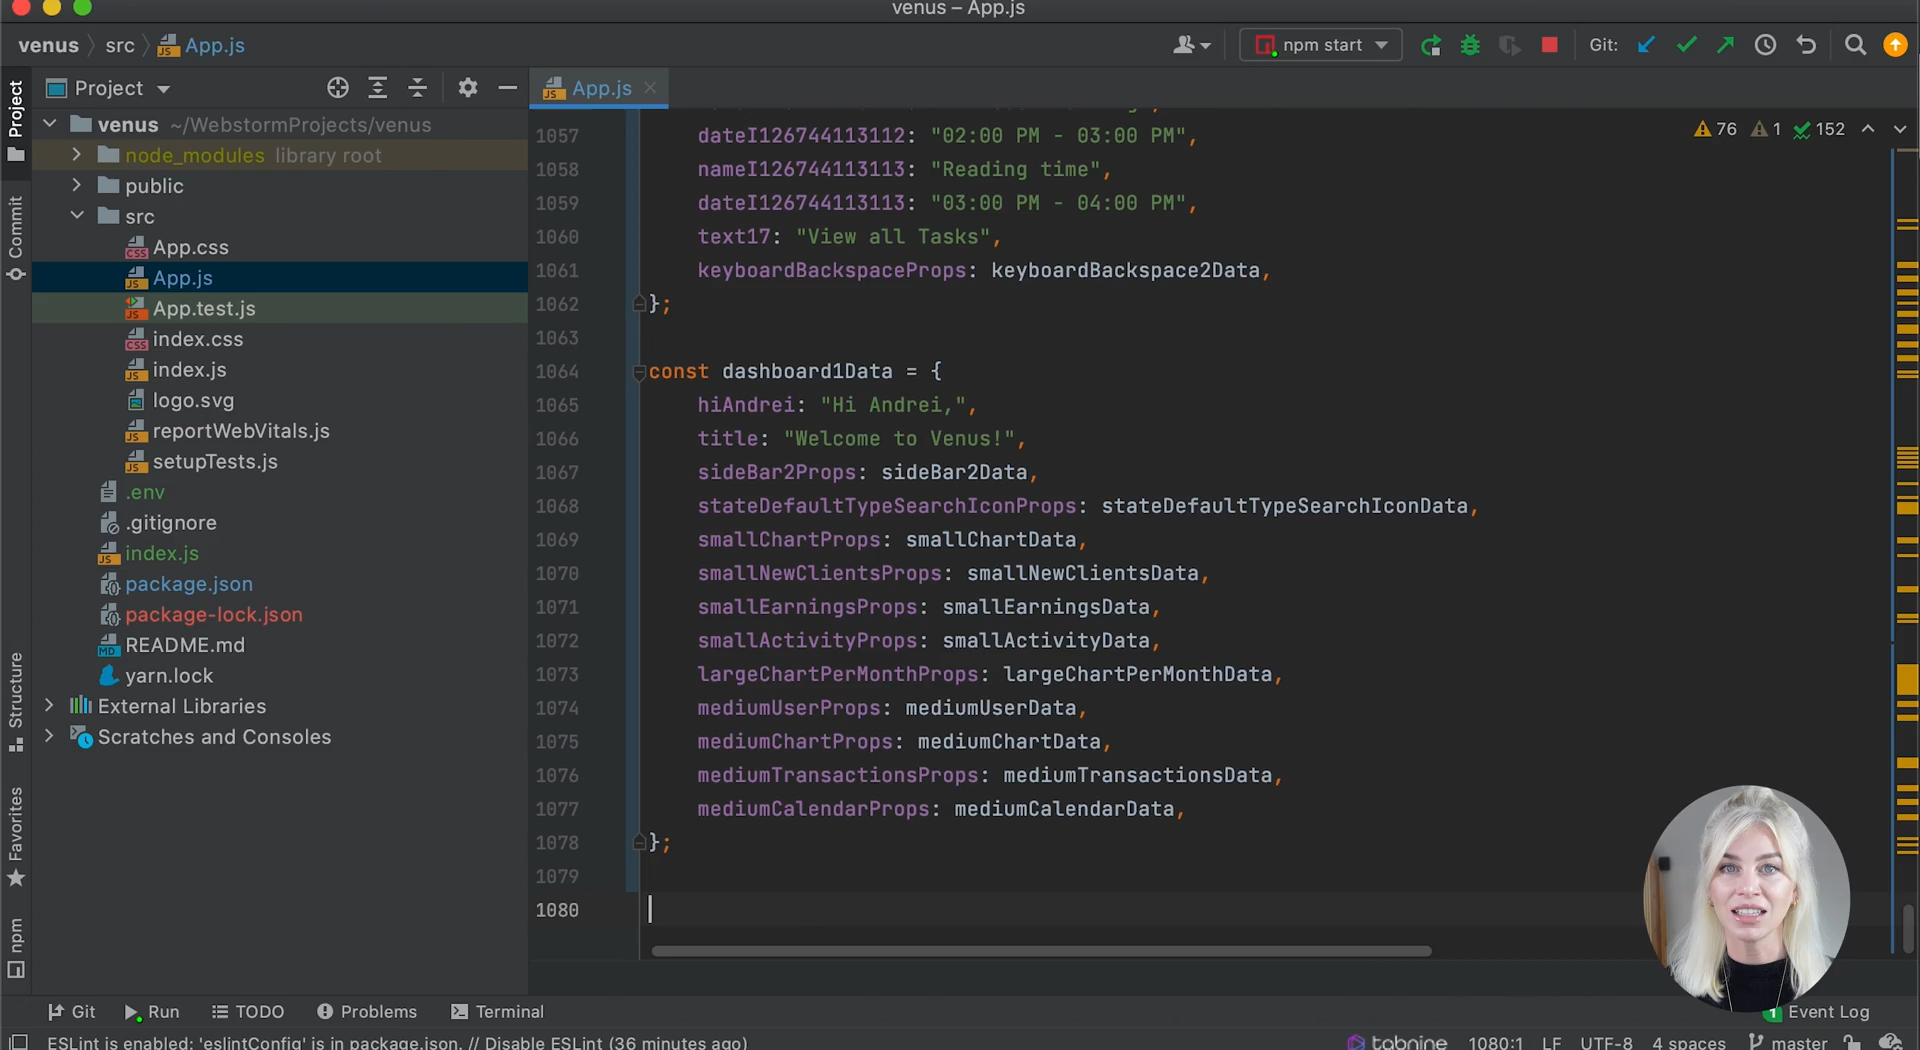 venus – App.js
venus src App.js
npm start
Git:
Project
Project
App.js
76 1 152
venus ~/WebstormProjects/venus
node_modules library root
public
src
App.css
App.js
App.test.js
index.css
index.js
logo.svg
reportWebVitals.js
setupTests.js
.env
.gitignore
index.js
package.json
package-lock.json
README.md
yarn.lock
External Libraries
Scratches and Consoles
Commit
Structure
Favorites
npm
1057 dateI126744113112: "02:00 PM - 03:00 PM",
1058 nameI126744113113: "Reading time",
1059 dateI126744113113: "03:00 PM - 04:00 PM",
1060 text17: "View all Tasks",
1061 keyboardBackspaceProps: keyboardBackspace2Data,
1062 };
1063
1064 const dashboard1Data = {
1065 hiAndrei: "Hi Andrei,",
1066 title: "Welcome to Venus!",
1067 sideBar2Props: sideBar2Data,
1068 stateDefaultTypeSearchIconProps: stateDefaultTypeSearchIconData,
1069 smallChartProps: smallChartData,
1070 smallNewClientsProps: smallNewClientsData,
1071 smallEarningsProps: smallEarningsData,
1072 smallActivityProps: smallActivityData,
1073 largeChartPerMonthProps: largeChartPerMonthData,
1074 mediumUserProps: mediumUserData,
1075 mediumChartProps: mediumChartData,
1076 mediumTransactionsProps: mediumTransactionsData,
1077 mediumCalendarProps: mediumCalendarData,
1078 };
1079
1080
Git Run TODO Problems Terminal 1 Event Log
ESLint is enabled: 'eslintConfig' is in package.json. // Disable ESLint (36 minutes ago) tabnine 1080:1 LF UTF-8 4 spaces master